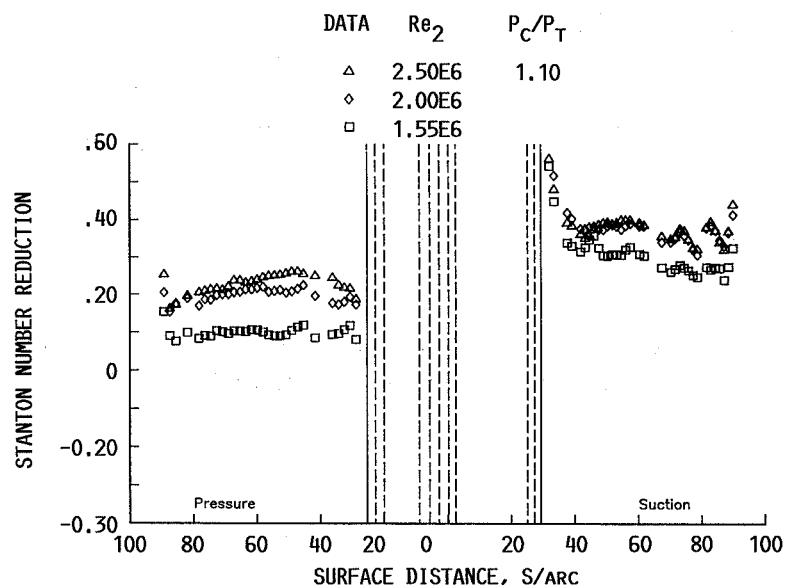 DATA Re2 PC/PT
2.50E6 1.10
2.00E6
1.55E6
.60
.40
.20
0
-0.20
-0.30
STANTON NUMBER REDUCTION
Pressure
Suction
100 80 60 40 20 0 20 40 60 80 100
SURFACE DISTANCE, S/ARC